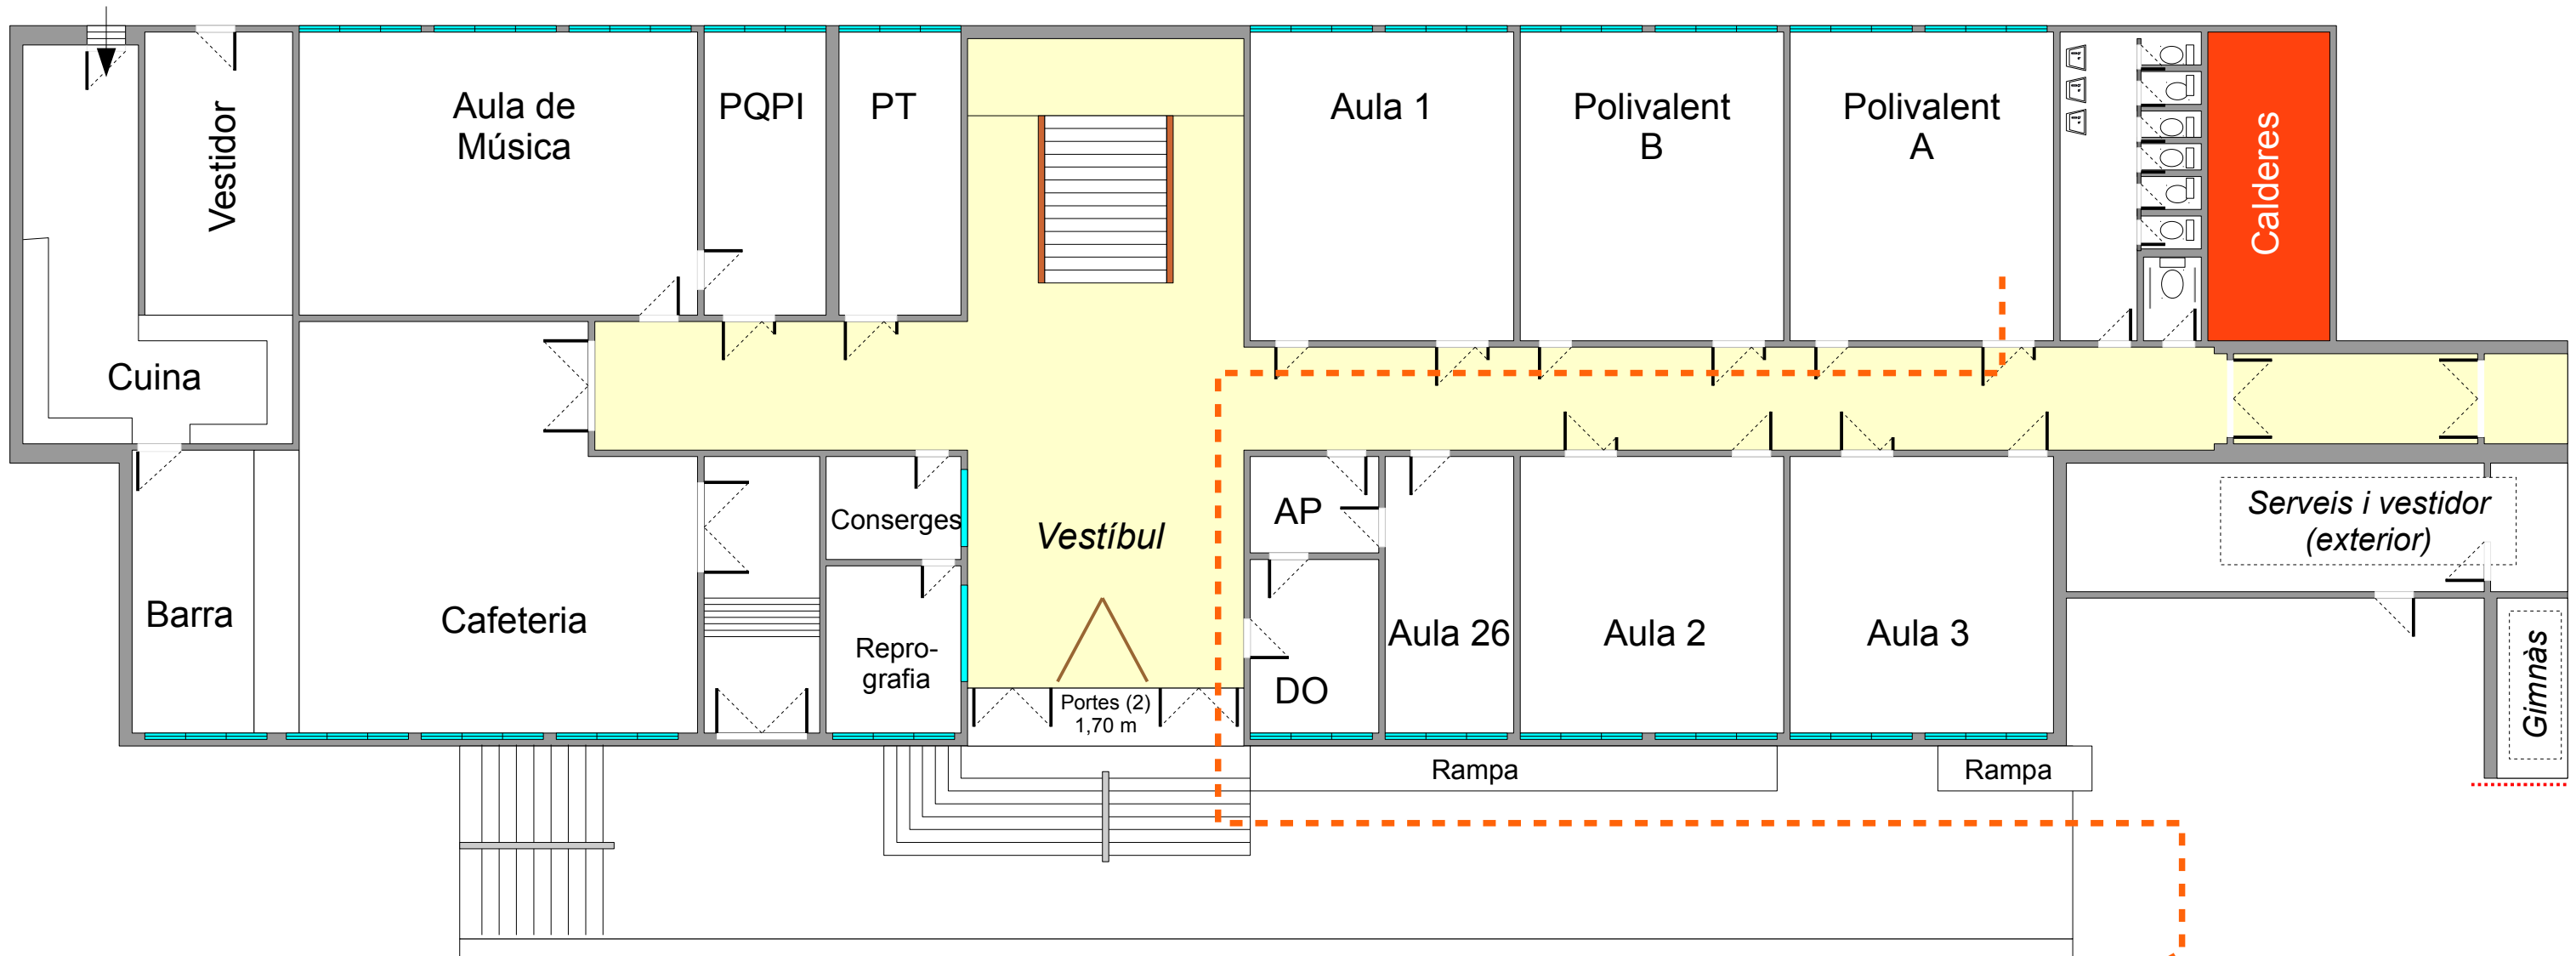 Vestidor
Aula de
Música
PQPI
PT
Aula 1
Polivalent
B
Polivalent
A
Calderes
Cuina
Barra
Cafeteria
Conserges
Repro-
grafia
Vestíbul
Portes (2)
1,70 m
AP
DO
Aula 26
Aula 2
Aula 3
Serveis i vestidor
(exterior)
Gimnàs
Rampa
Rampa